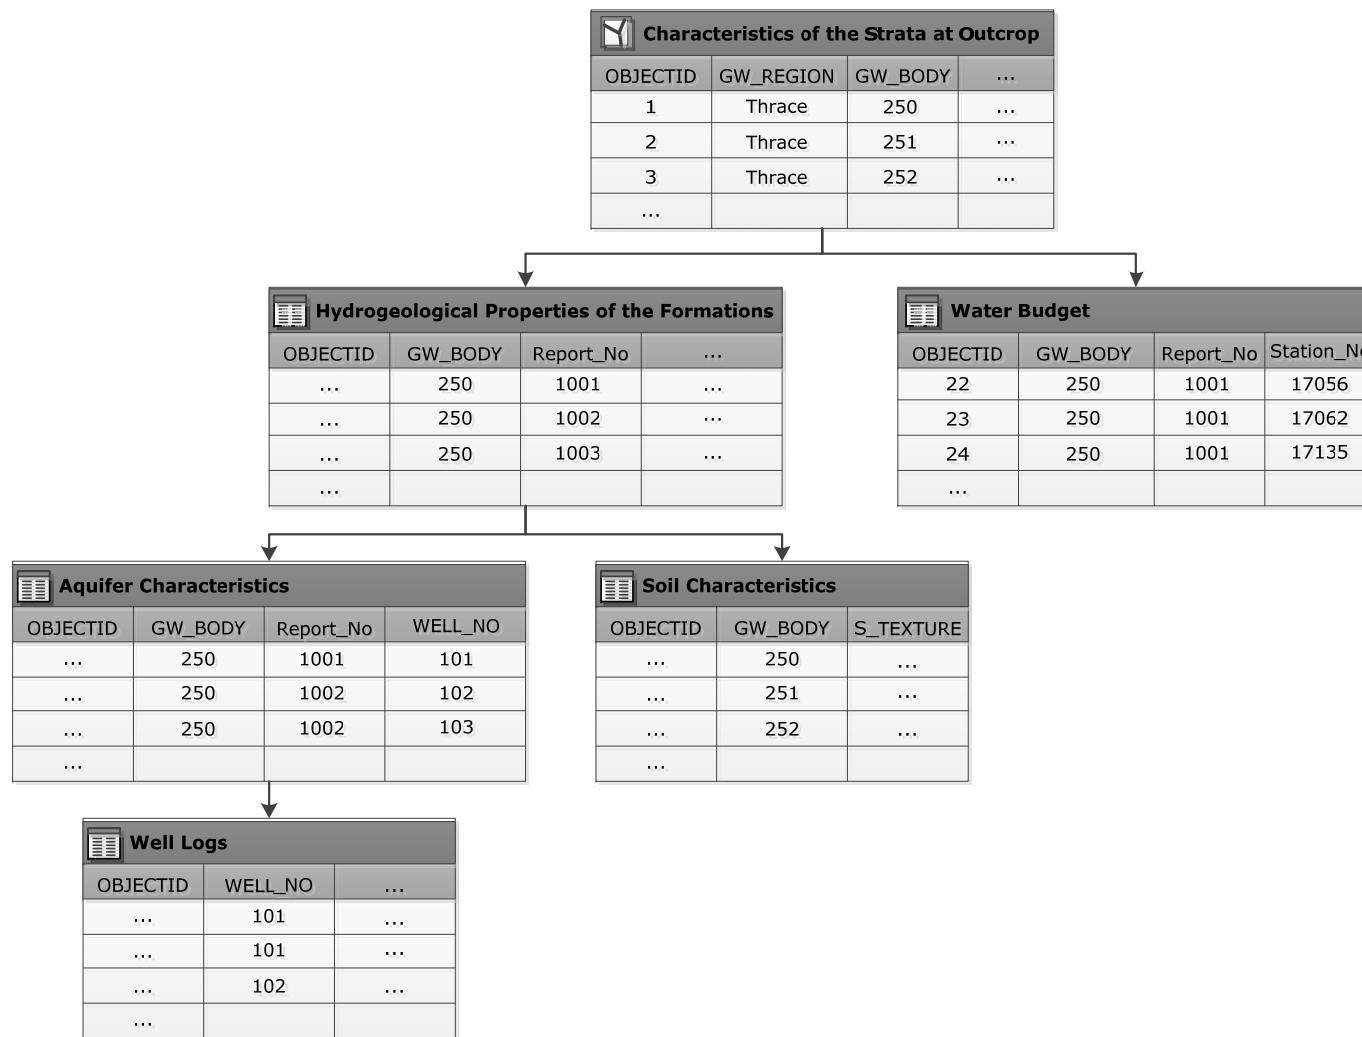 Characteristics of the Strata at Outcrop
OBJECTID GW_REGION GW_BODY ...
1 Thrace 250 ...
2 Thrace 251 ...
3 Thrace 252 ...
...
Hydrogeological Properties of the Formations
OBJECTID GW_BODY Report_No ...
... 250 1001 ...
... 250 1002 ...
... 250 1003 ...
...
Water Budget
OBJECTID GW_BODY Report_No Station_No
22 250 1001 17056
23 250 1001 17062
24 250 1001 17135
...
Aquifer Characteristics
OBJECTID GW_BODY Report_No WELL_NO
... 250 1001 101
... 250 1002 102
... 250 1002 103
...
Soil Characteristics
OBJECTID GW_BODY S_TEXTURE
... 250 ...
... 251 ...
... 252 ...
...
Well Logs
OBJECTID WELL_NO ...
... 101 ...
... 101 ...
... 102 ...
...